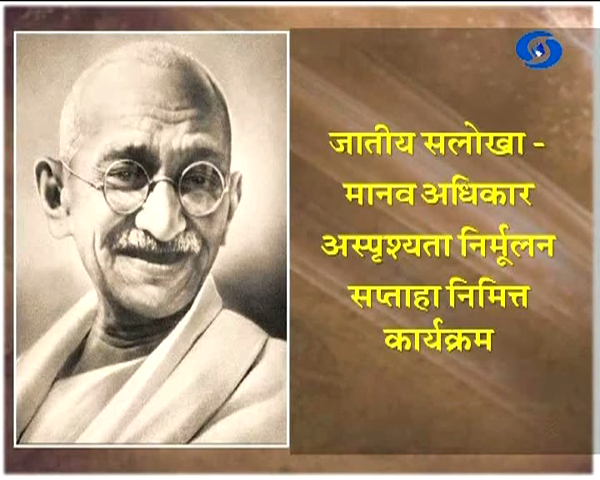 जातीय सलोखा -
मानव अधिकार
अस्पृश्यता निर्मूलन
सप्ताहा निमित्त
कार्यक्रम